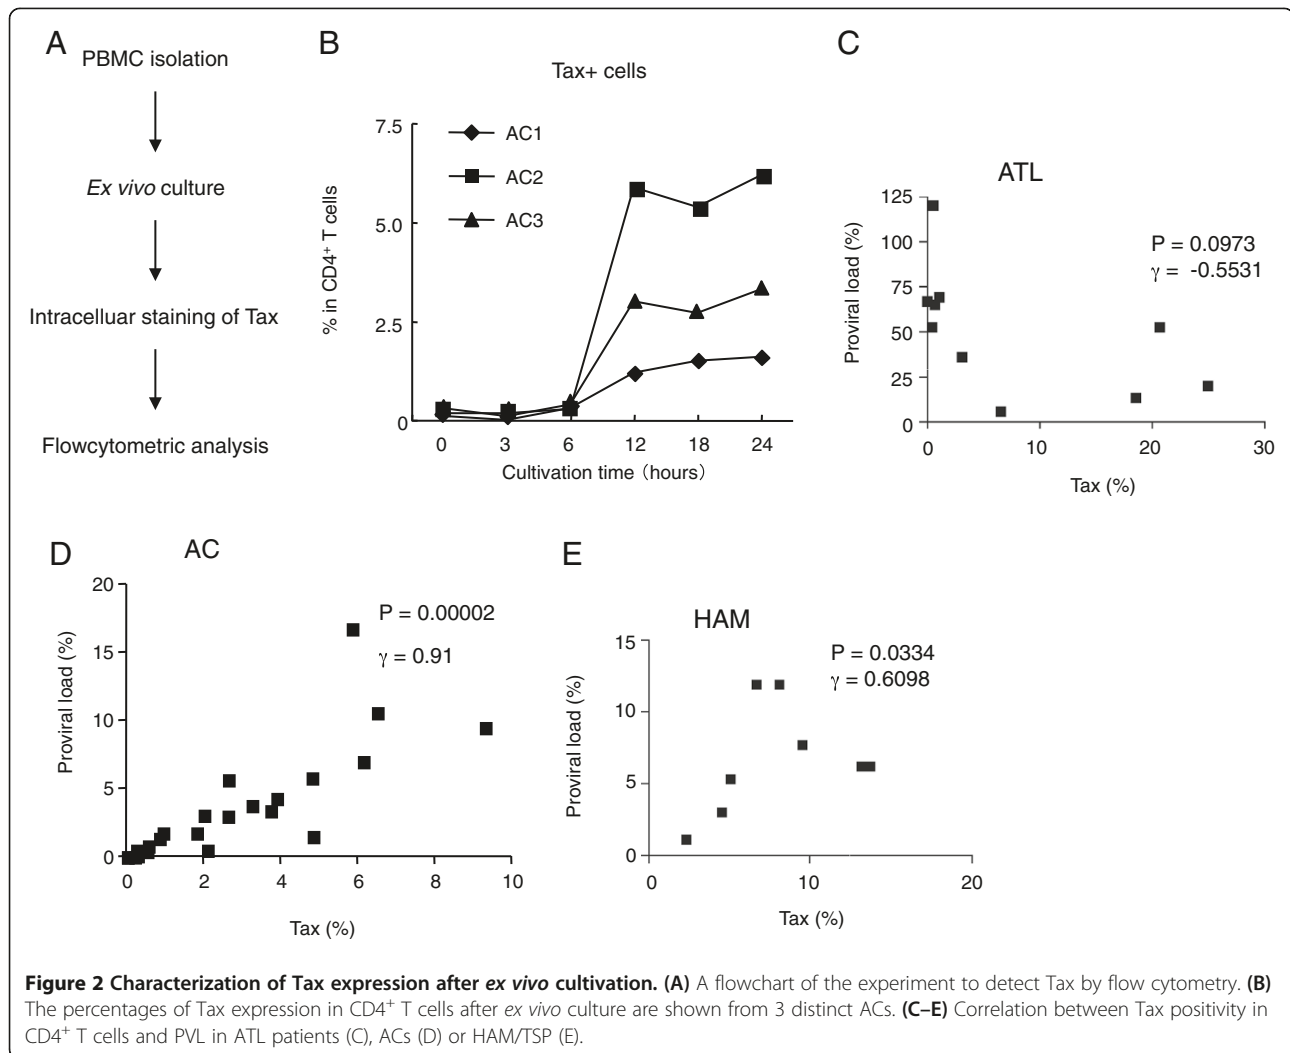 A
PBMC isolation
Ex vivo culture
Intracelluar staining of Tax
Flowcytometric analysis
B
Tax+ cells
AC1
AC2
AC3
% in CD4+ T cells
7.5
5.0
2.5
0
0 3 6 12 18 24
Cultivation time (hours)
C
ATL
P = 0.0973
γ = -0.5531
Proviral load (%)
125
100
75
50
25
0
0 10 20 30
Tax (%)
D
AC
P = 0.00002
γ = 0.91
Proviral load (%)
20
15
10
5
0
0 2 4 6 8 10
Tax (%)
E
HAM
P = 0.0334
γ = 0.6098
Proviral load (%)
15
10
5
0
0 10 20
Tax (%)
Figure 2 Characterization of Tax expression after ex vivo cultivation. (A) A flowchart of the experiment to detect Tax by flow cytometry. (B)
The percentages of Tax expression in CD4+ T cells after ex vivo culture are shown from 3 distinct ACs. (C–E) Correlation between Tax positivity in
CD4+ T cells and PVL in ATL patients (C), ACs (D) or HAM/TSP (E).